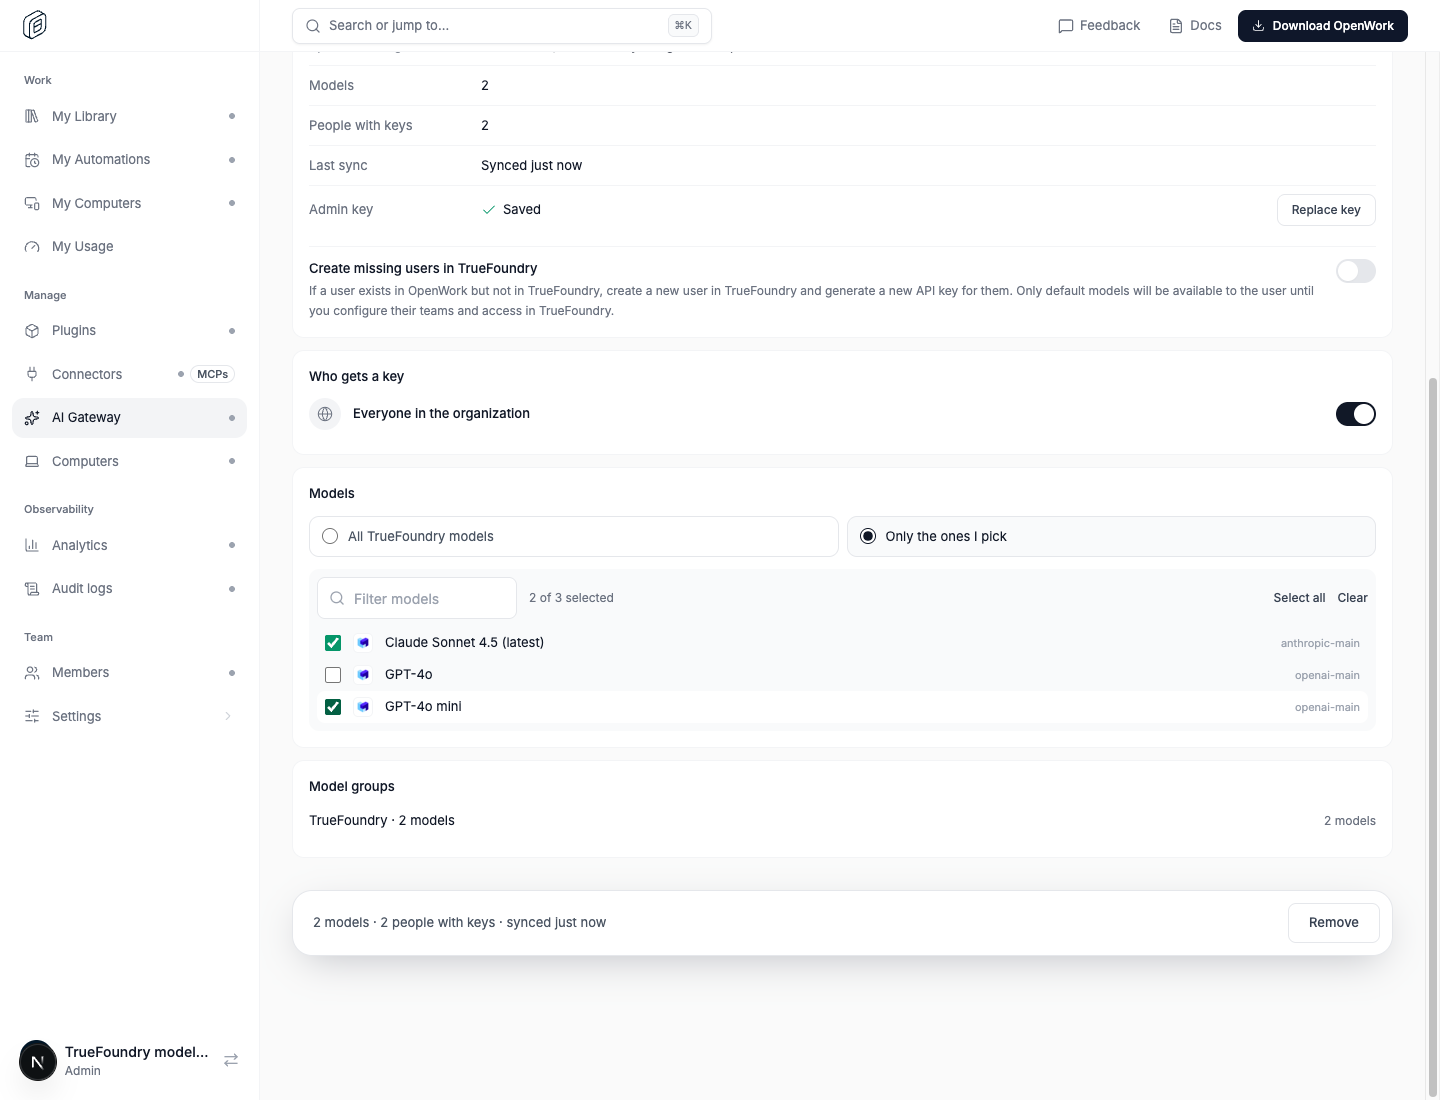 Search or jump to...
⌘K
Feedback
Docs
Download OpenWork
Work
My Library
My Automations
My Computers
My Usage
Manage
Plugins
Connectors
MCPs
AI Gateway
Computers
Observability
Analytics
Audit logs
Team
Members
Settings
TrueFoundry model...
Admin
Models
2
People with keys
2
Last sync
Synced just now
Admin key
Saved
Replace key
Create missing users in TrueFoundry
If a user exists in OpenWork but not in TrueFoundry, create a new user in TrueFoundry and generate a new API key for them. Only default models will be available to the user until
you configure their teams and access in TrueFoundry.
Who gets a key
Everyone in the organization
Models
All TrueFoundry models
Only the ones I pick
Filter models
2 of 3 selected
Select all
Clear
Claude Sonnet 4.5 (latest)
anthropic-main
GPT-4o
openai-main
GPT-4o mini
openai-main
Model groups
TrueFoundry · 2 models
2 models
2 models · 2 people with keys · synced just now
Remove